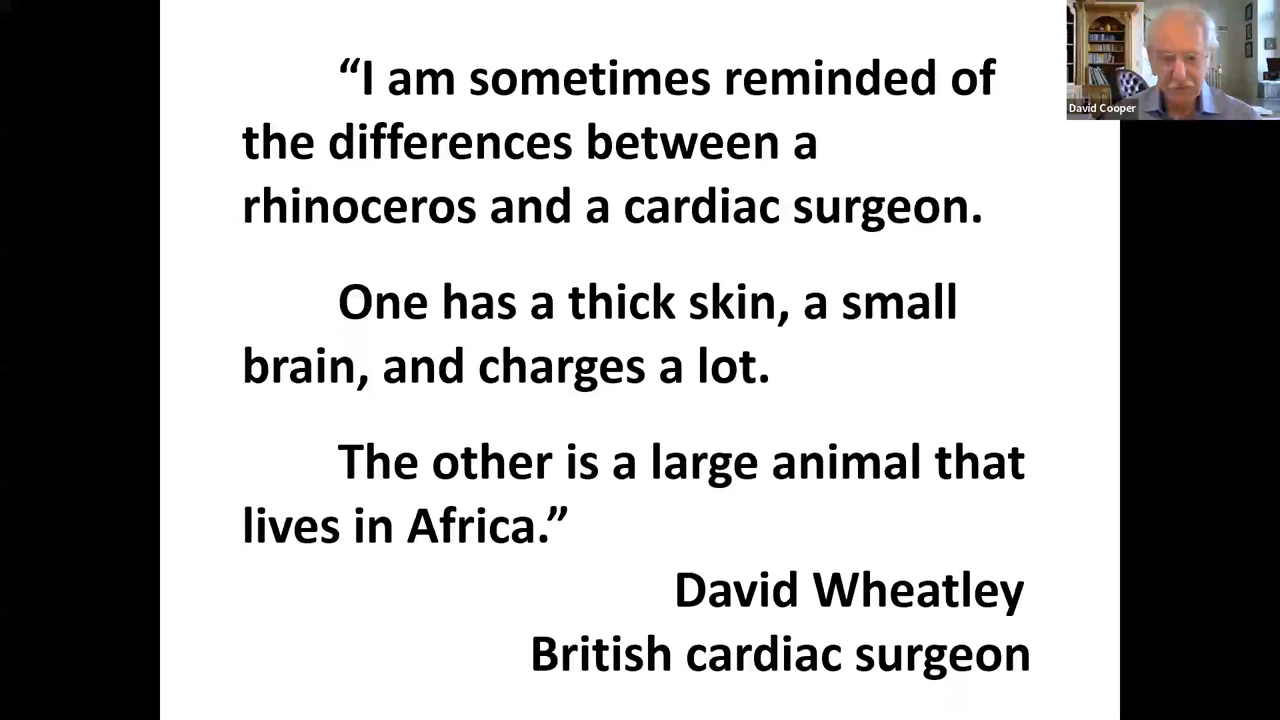 “I am sometimes reminded of
the differences between a
rhinoceros and a cardiac surgeon.
One has a thick skin, a small
brain, and charges a lot.
The other is a large animal that
lives in Africa.”
David Wheatley
British cardiac surgeon
David Cooper